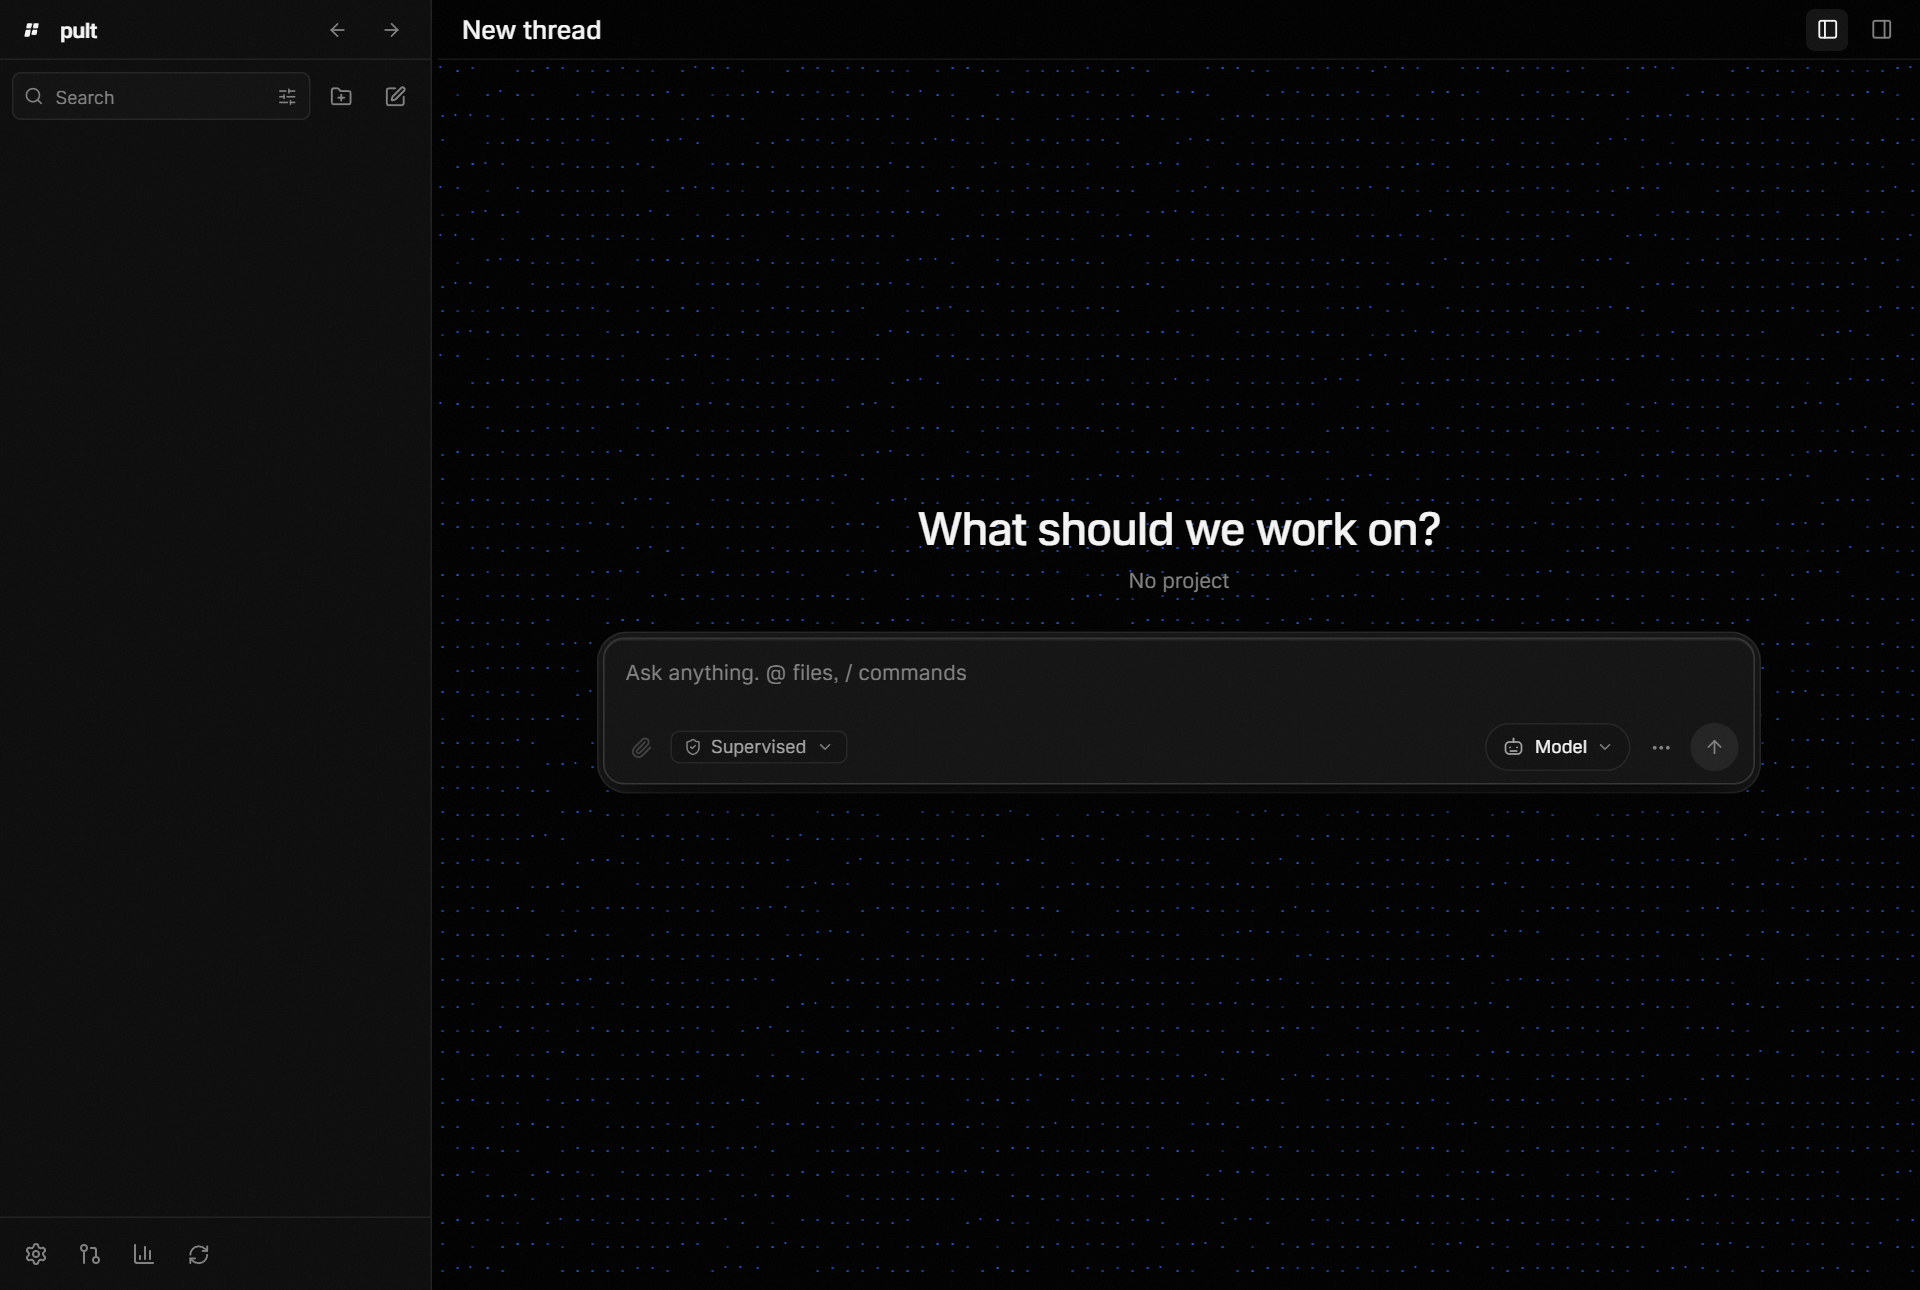 pult
New thread
Search
What should we work on?
No project
Ask anything. @ files, / commands
Supervised
Model